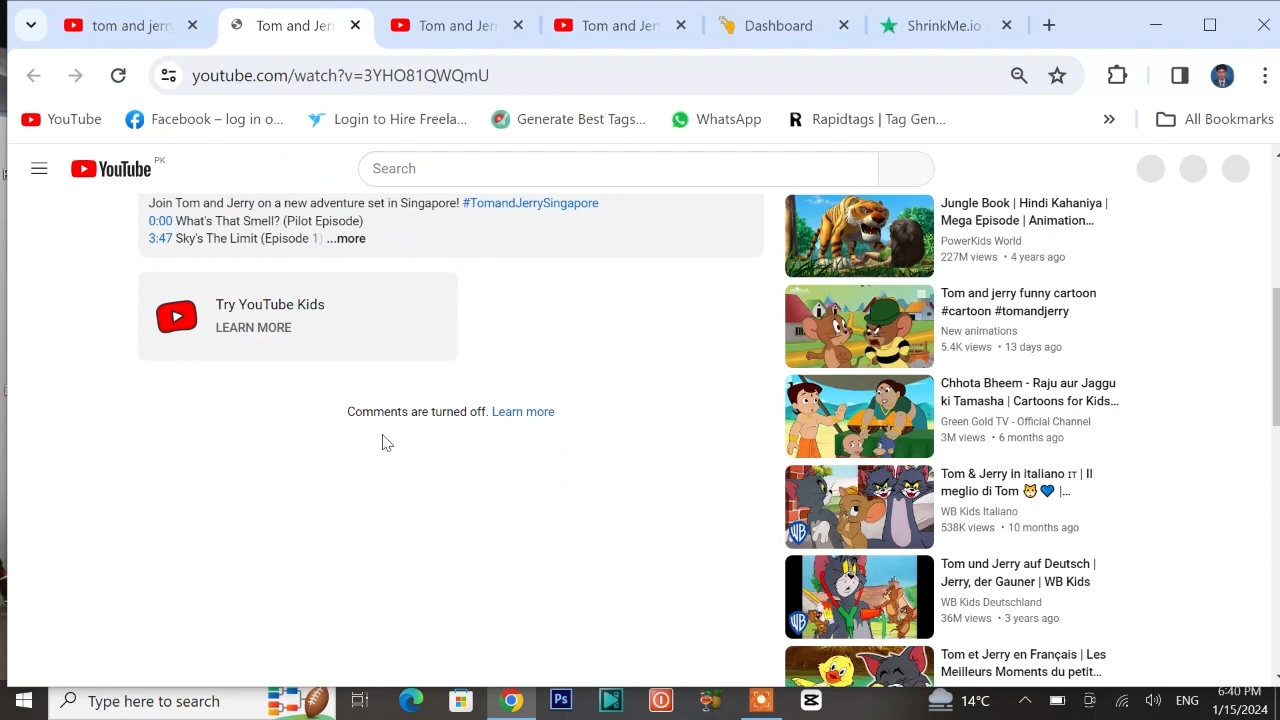 tom and jerry
Tom and Jerr
Tom and Jerr
Tom and Jerr
Dashboard
ShrinkMe.io
youtube.com/watch?v=3YHO81QWQmU
YouTube
Facebook – log in o...
Login to Hire Freela...
Generate Best Tags...
WhatsApp
Rapidtags | Tag Gen...
All Bookmarks
YouTube PK
Search
Join Tom and Jerry on a new adventure set in Singapore! #TomandJerrySingapore
0:00 What's That Smell? (Pilot Episode)
3:47 Sky's The Limit (Episode 1) ...more
Try YouTube Kids
LEARN MORE
Comments are turned off. Learn more
Jungle Book | Hindi Kahaniya |
Mega Episode | Animation...
PowerKids World
227M views • 4 years ago
Tom and jerry funny cartoon
#cartoon #tomandjerry
New animations
5.4K views • 13 days ago
Chhota Bheem - Raju aur Jaggu
ki Tamasha | Cartoons for Kids...
Green Gold TV - Official Channel
3M views • 6 months ago
Tom & Jerry in italiano 🇮🇹 | Il
meglio di Tom 😼💙 |...
WB Kids Italiano
538K views • 10 months ago
Tom und Jerry auf Deutsch |
Jerry, der Gauner | WB Kids
WB Kids Deutschland
36M views • 3 years ago
Tom et Jerry en Français | Les
Meilleurs Moments du petit...
Type here to search
Ps
14°C
ENG
6:40 PM
1/15/2024